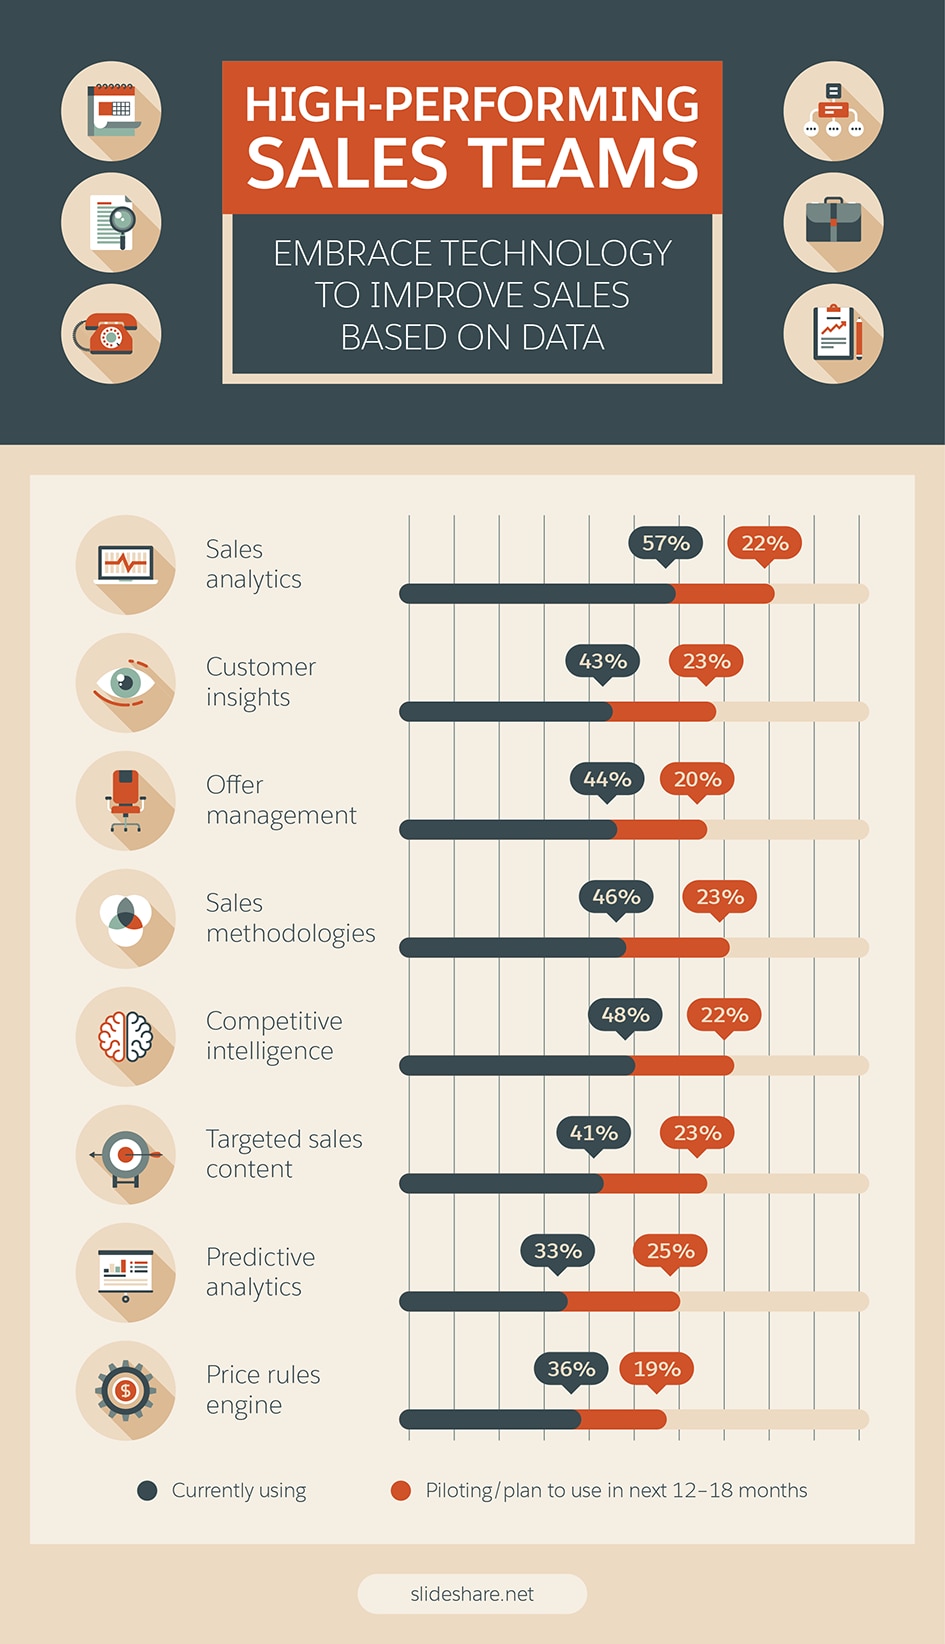 HIGH-PERFORMING
SALES TEAMS
EMBRACE TECHNOLOGY
TO IMPROVE SALES
BASED ON DATA
Sales
analytics
57% 22%
Customer
insights
43% 23%
Offer
management
44% 20%
Sales
methodologies
46% 23%
Competitive
intelligence
48% 22%
Targeted sales
content
41% 23%
Predictive
analytics
33% 25%
$
Price rules
engine
36% 19%
Currently using
Piloting/plan to use in next 12–18 months
slideshare.net